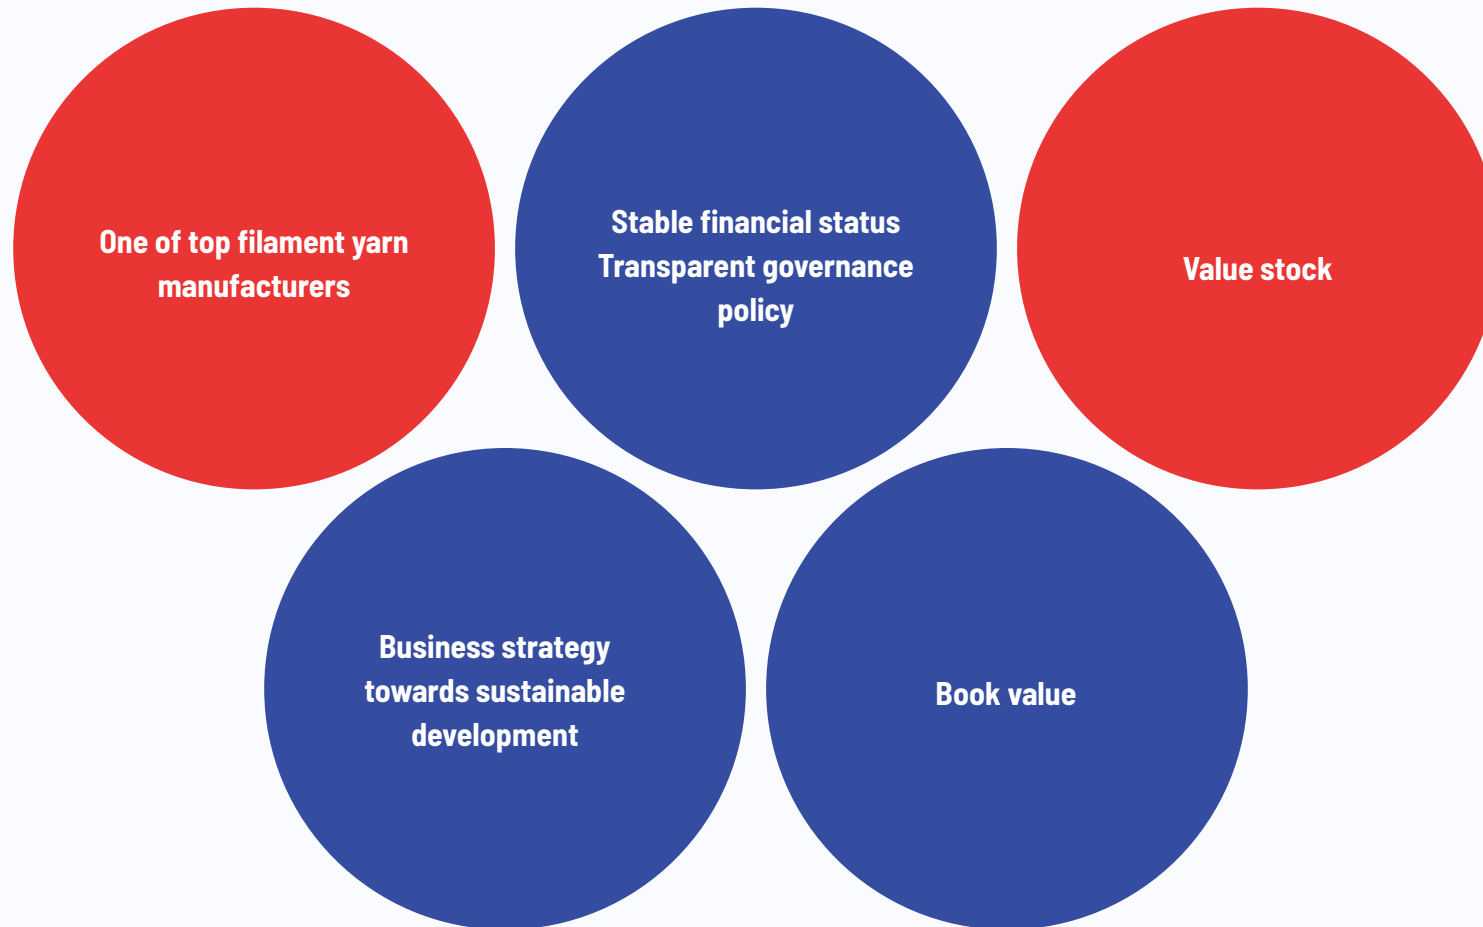 One of top filament yarn
manufacturers
Stable financial status
Transparent governance
policy
Value stock
Business strategy
towards sustainable
development
Book value